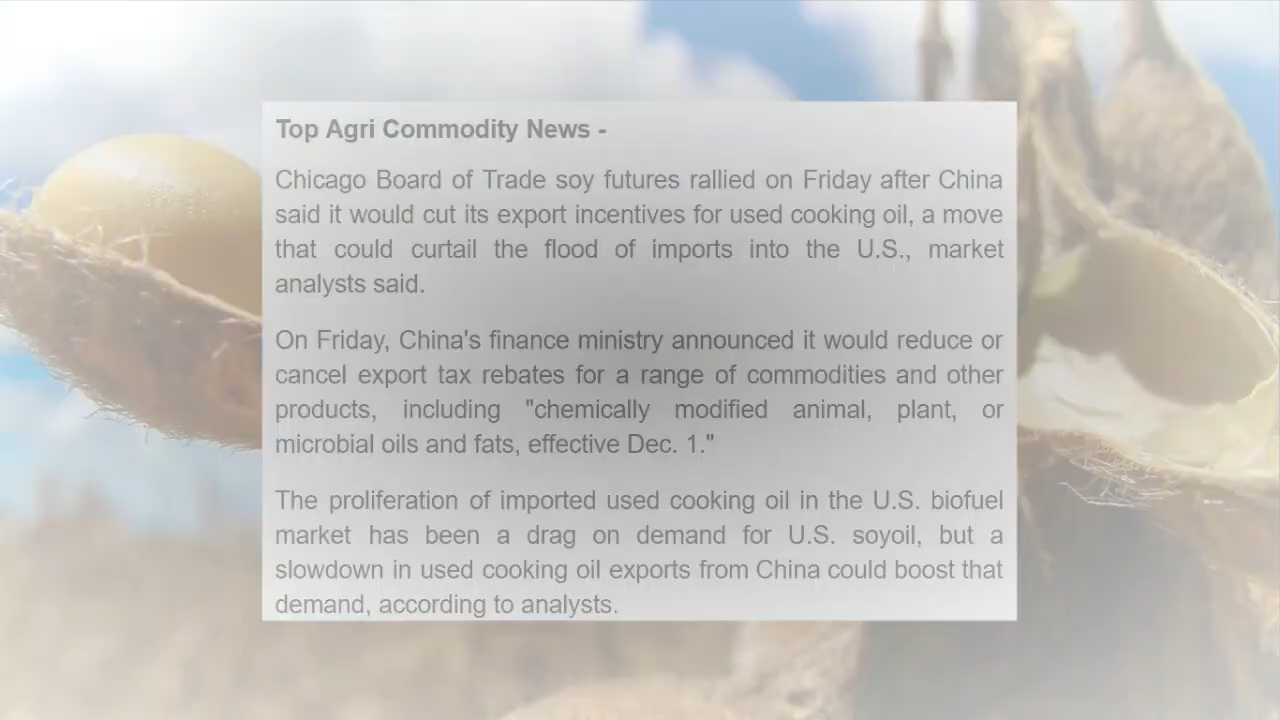 Top Agri Commodity News -
Chicago Board of Trade soy futures rallied on Friday after China
said it would cut its export incentives for used cooking oil, a move
that could curtail the flood of imports into the U.S., market
analysts said.
On Friday, China's finance ministry announced it would reduce or
cancel export tax rebates for a range of commodities and other
products, including "chemically modified animal, plant, or
microbial oils and fats, effective Dec. 1."
The proliferation of imported used cooking oil in the U.S. biofuel
market has been a drag on demand for U.S. soyoil, but a
slowdown in used cooking oil exports from China could boost that
demand, according to analysts.